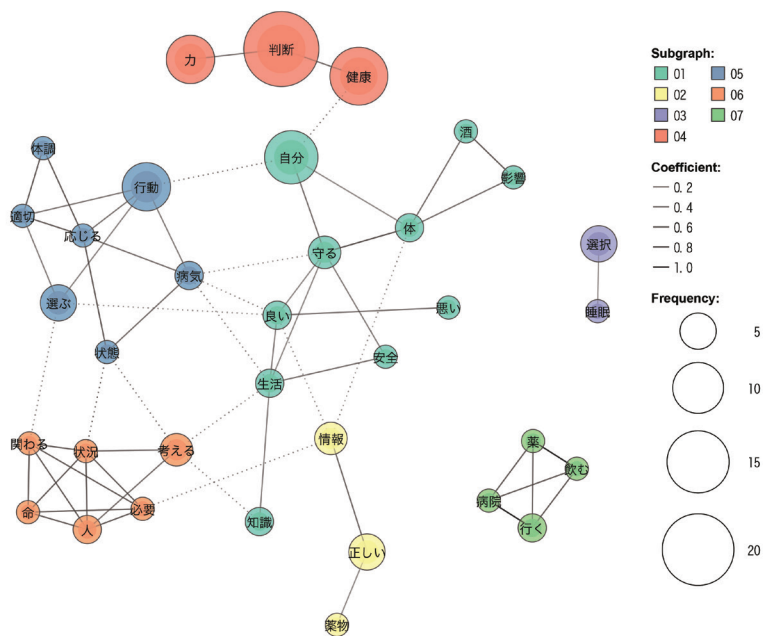 力
判断
健康
自分
酒
影響
体
体調
行動
適切
応じる
守る
病気
選ぶ
良い
悪い
状態
安全
生活
選択
睡眠
関わる
状況
考える
情報
命
人
必要
知識
正しい
薬物
薬
飲む
病院
行く
Subgraph:
01
05
02
06
03
07
04
Coefficient:
0.2
0.4
0.6
0.8
1.0
Frequency:
5
10
15
20